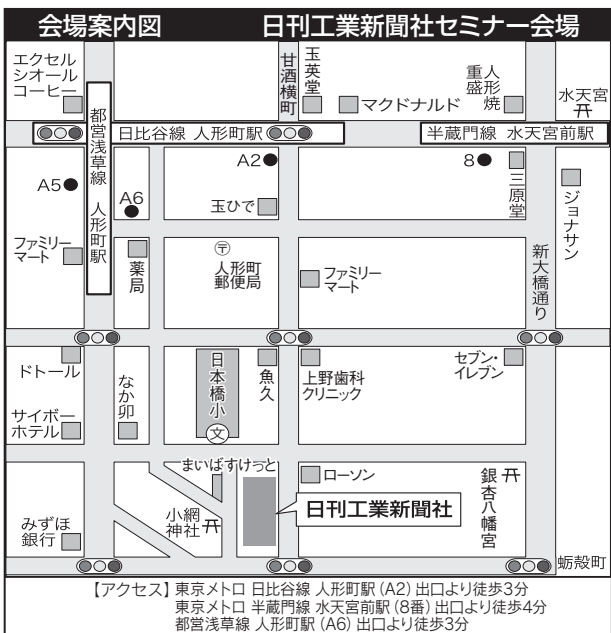 会場案内図 日刊工業新聞社セミナー会場
エクセル
シオール
コーヒー
都営浅草線 人形町駅
甘酒横町
玉英堂
マクドナルド
人形焼
重盛
水天宮
日比谷線 人形町駅
半蔵門線 水天宮前駅
A5
A6
A2
8
玉ひで
三原堂
ジョナサン
ファミリー
マート
薬局
〒
人形町
郵便局
ファミリー
マート
新大橋通り
ドトール
なか卯
日本橋小
文
魚久
上野歯科
クリニック
セブン-
イレブン
サイボー
ホテル
まいばすけっと
ローソン
銀杏八幡宮
日刊工業新聞社
小網
神社
みずほ
銀行
蛎殻町
【アクセス】東京メトロ 日比谷線 人形町駅(A2)出口より徒歩3分
東京メトロ 半蔵門線 水天宮前駅(8番)出口より徒歩4分
都営浅草線 人形町駅(A6)出口より徒歩3分